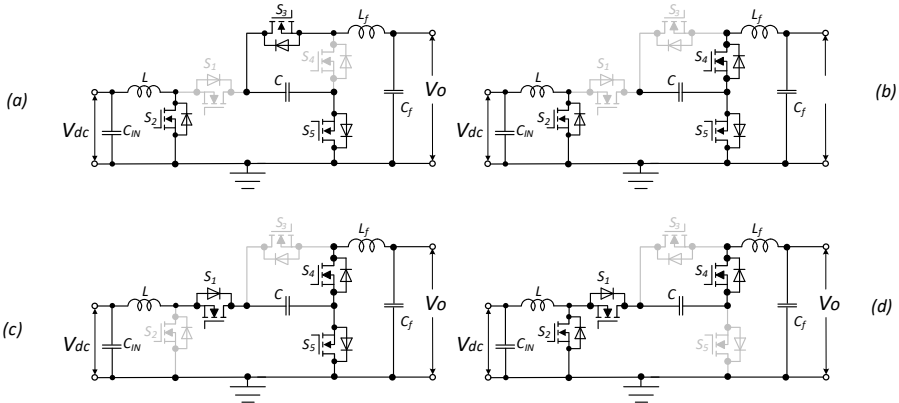 (a)
S3
Lf
L
S1
S4
C
Vdc
CIN
S2
S5
Cf
Vo
(b)
S3
Lf
L
S1
S4
C
Vdc
CIN
S2
S5
Cf
Vo
(c)
S3
Lf
L
S1
S4
C
Vdc
CIN
S2
S5
Cf
Vo
(d)
S3
Lf
L
S1
S4
C
Vdc
CIN
S2
S5
Cf
Vo